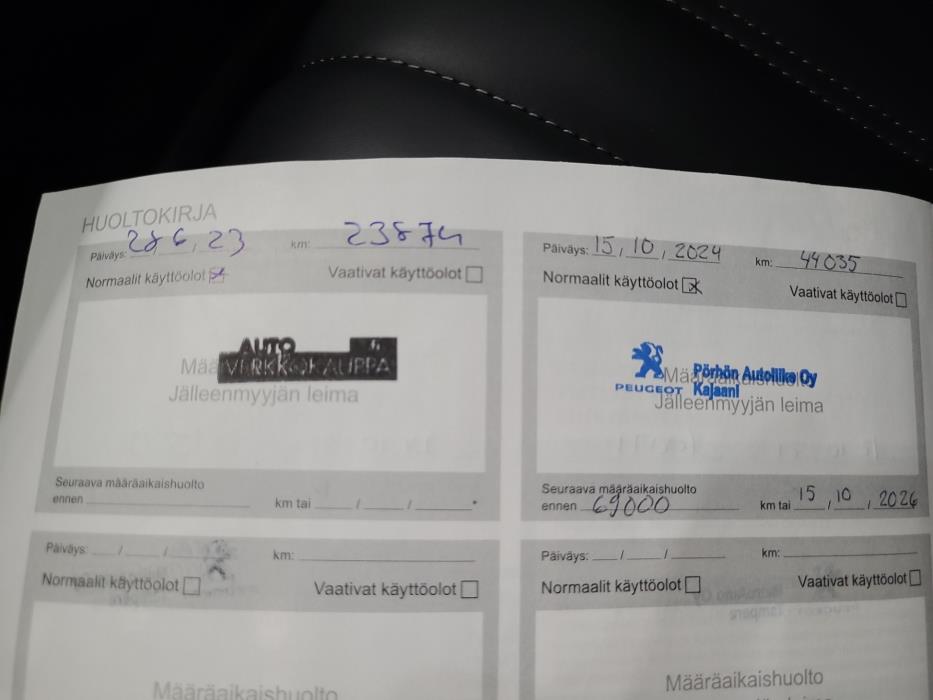 HUOLTOKIRJA
Päiväys: 28 6, 23 km: 23874
Normaalit käyttöolot Vaativat käyttöolot
AUTO
VERKKOKAUPPA
Jälleenmyyjän leima
Seuraava määräaikaishuolto
ennen km tai / / .
Päiväys: 15, 10, 2024 km: 44035
Normaalit käyttöolot x Vaativat käyttöolot
Pörhön Autoliike Oy
PEUGEOT Kajaani
Määräaikaishuolto
Jälleenmyyjän leima
Seuraava määräaikaishuolto
ennen 69000 km tai 15, 10, 2026
Päiväys: / / km:
Normaalit käyttöolot Vaativat käyttöolot
Määräaikaishuolto
Päiväys: / / km:
Normaalit käyttöolot Vaativat käyttöolot
Määräaikaishuolto